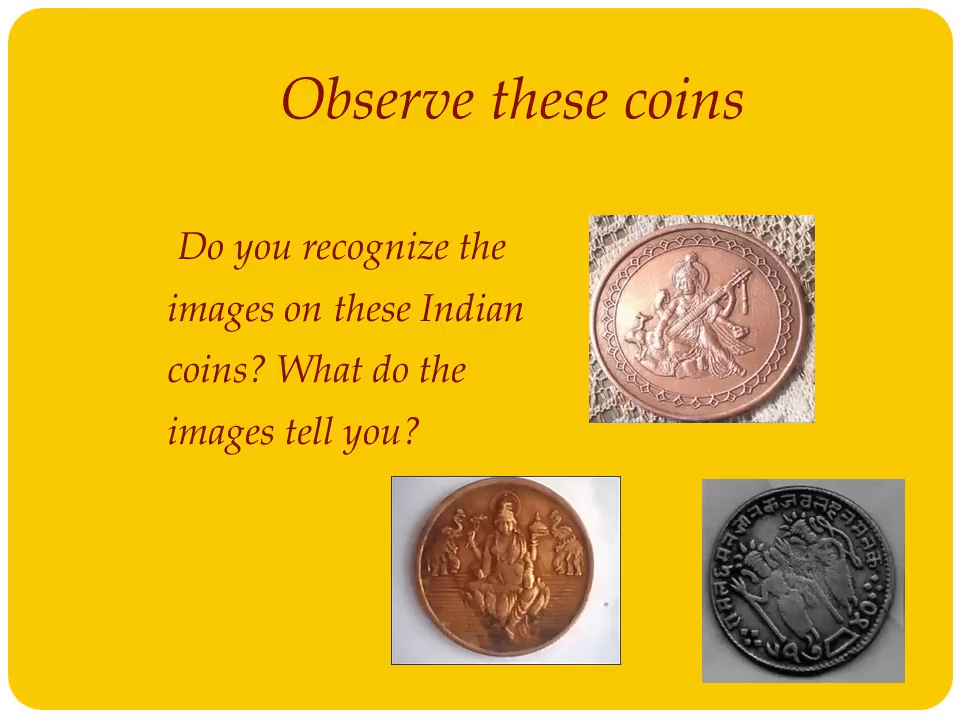 Observe these coins
Do you recognize the
images on these Indian
coins? What do the
images tell you?